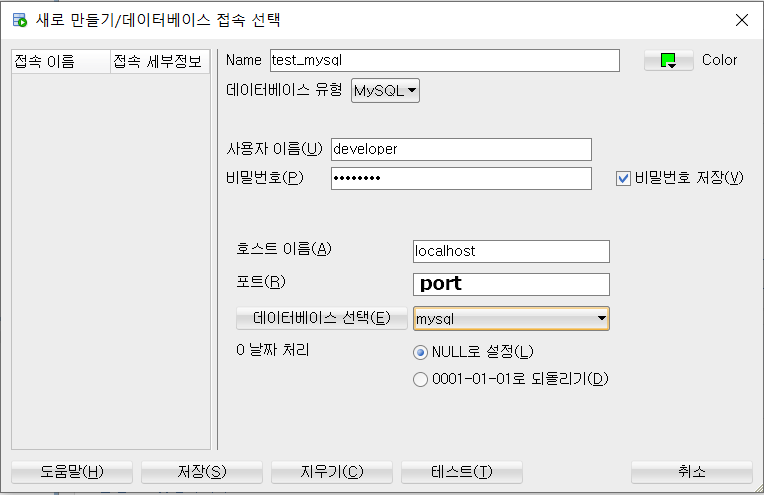 새로 만들기/데이터베이스 접속 선택
접속 이름 접속 세부정보
Name test_mysql Color
데이터베이스 유형 MySQL
사용자 이름(U) developer
비밀번호(P) •••••••• 비밀번호 저장(V)
호스트 이름(A) localhost
포트(R) port
데이터베이스 선택(E) mysql
0 날짜 처리 NULL로 설정(L)
0001-01-01로 되돌리기(D)
도움말(H) 저장(S) 지우기(C) 테스트(T) 취소